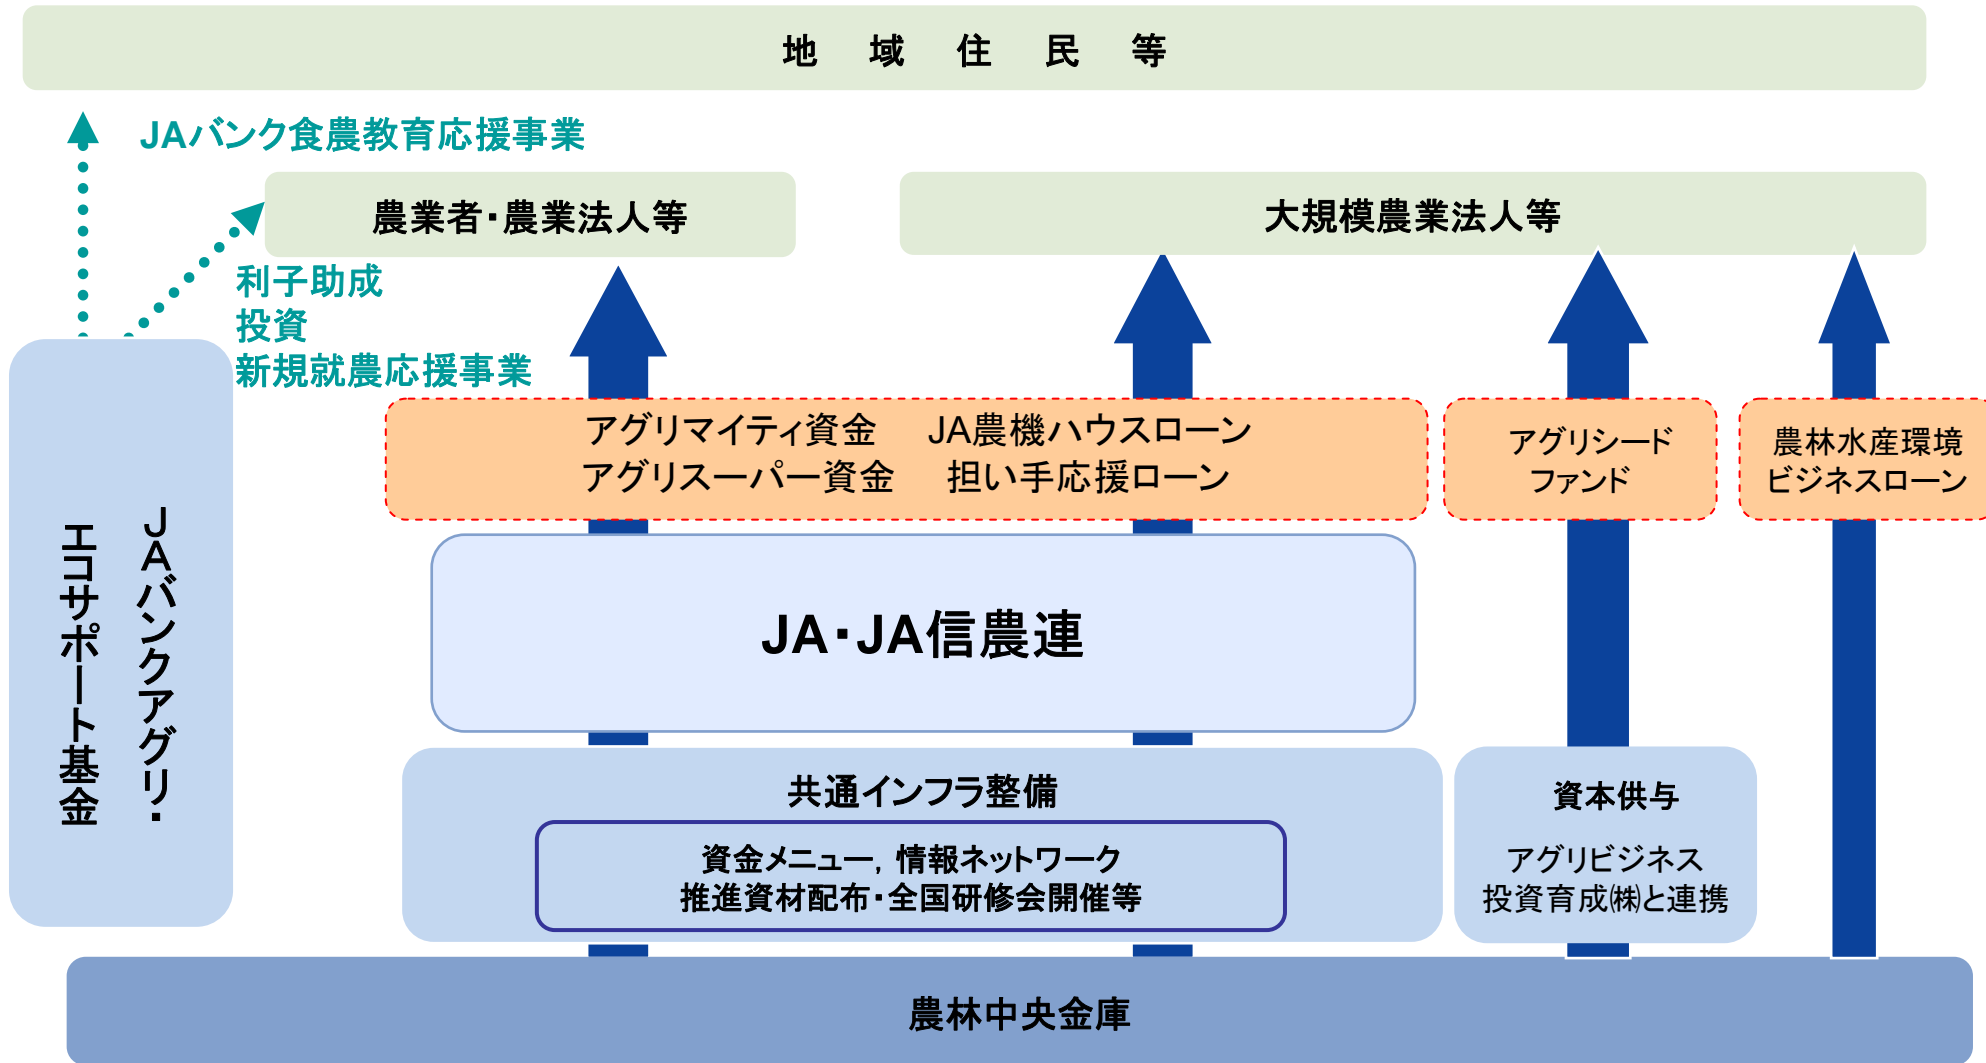 地域住民等
JAバンク食農教育応援事業
農業者・農業法人等
大規模農業法人等
利子助成
投資
新規就農応援事業
アグリマイティ資金 JA農機ハウスローン
アグリスーパー資金 担い手応援ローン
アグリシード
ファンド
農林水産環境
ビジネスローン
JAバンクアグリ・
エコサポート基金
JA・JA信農連
共通インフラ整備
資金メニュー, 情報ネットワーク
推進資材配布・全国研修会開催等
資本供与
アグリビジネス
投資育成㈱と連携
農林中央金庫